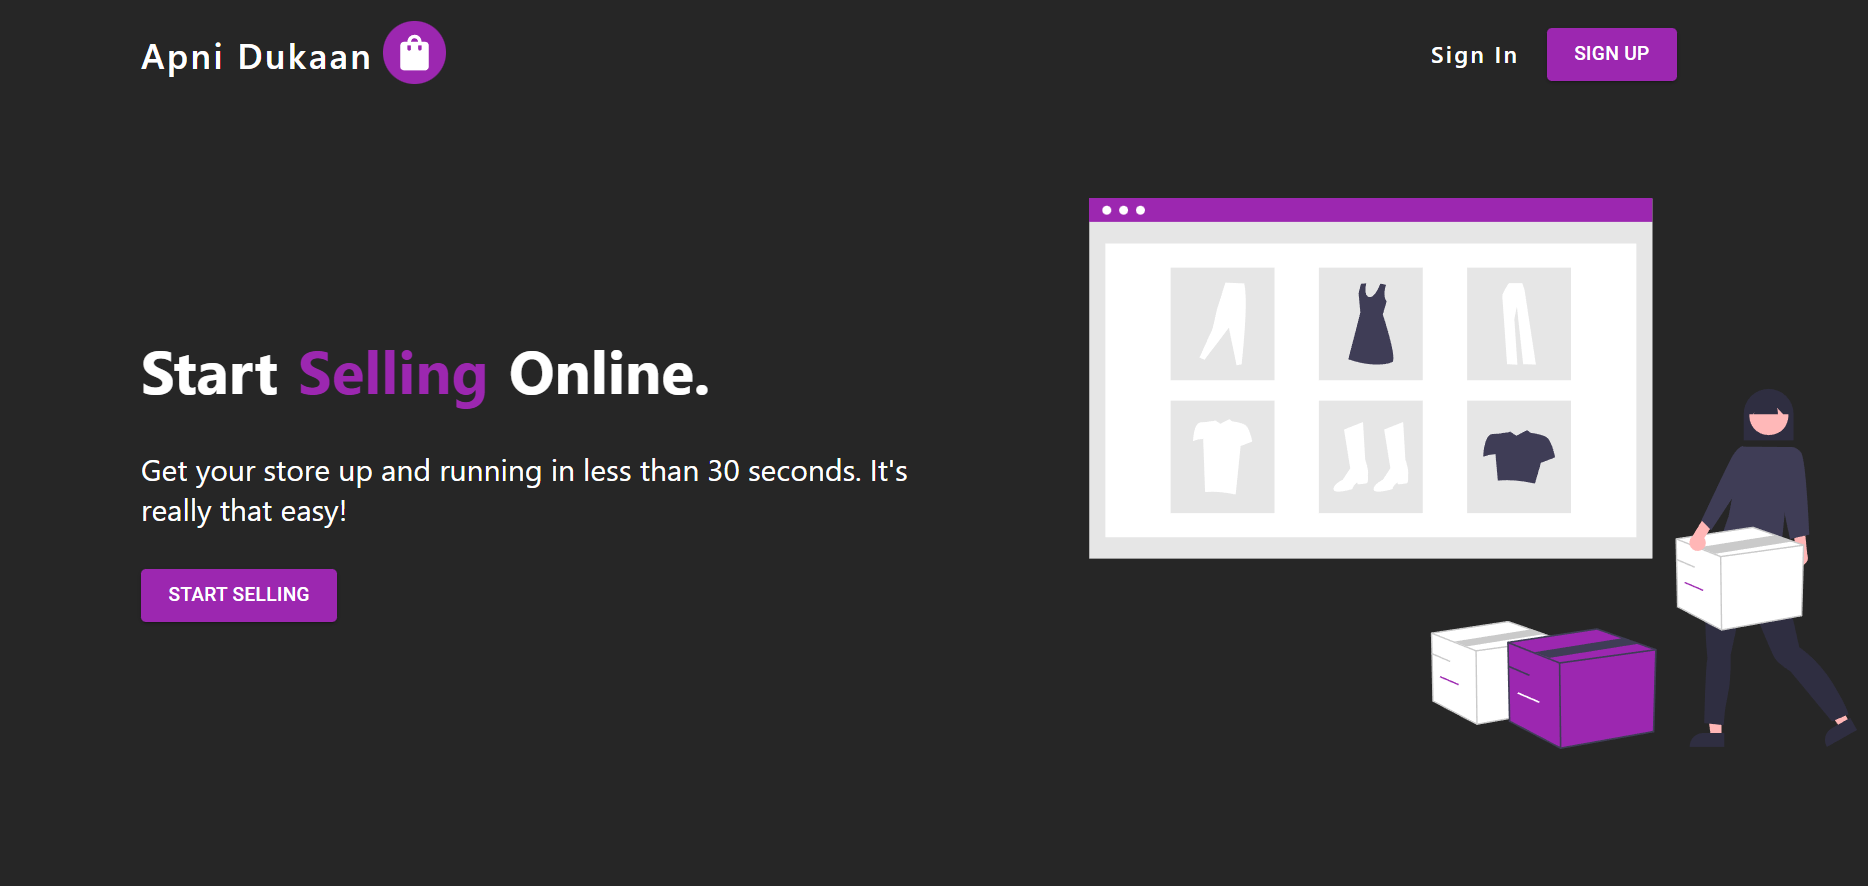 Apni Dukaan
Sign In
SIGN UP
Start Selling Online.
Get your store up and running in less than 30 seconds. It's
really that easy!
START SELLING